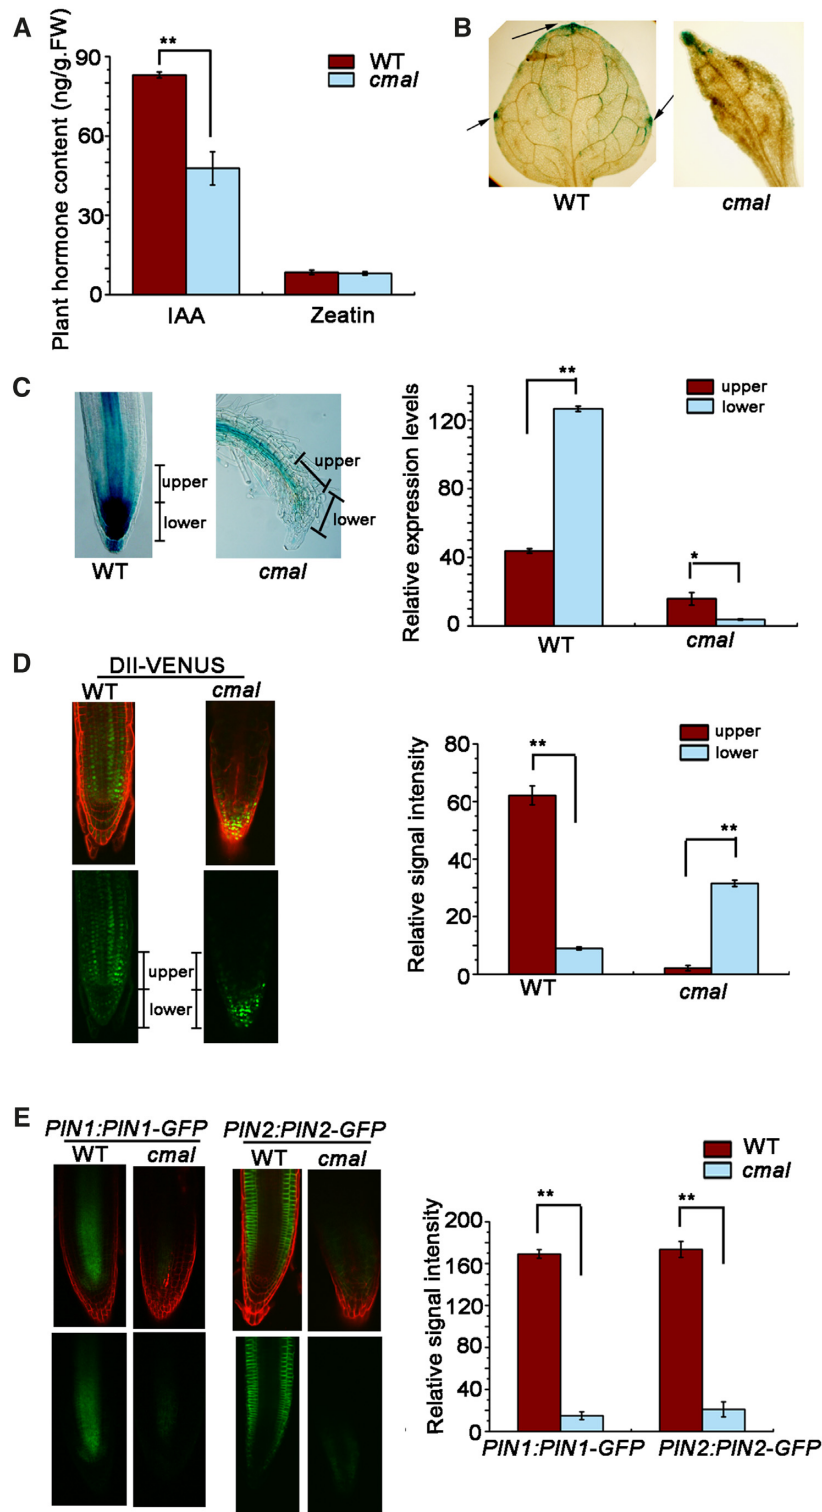 A
Plant hormone content (ng/g.FW)
90
60
30
0
**
WT
cmal
IAA
Zeatin
B
WT
cmal
C
upper
lower
WT
upper
lower
cmal
Relative expression levels
120
80
40
0
**
*
upper
lower
WT
cmal
D
DII-VENUS
WT
cmal
upper
lower
Relative signal intensity
80
60
40
20
0
**
**
upper
lower
WT
cmal
E
PIN1:PIN1-GFP
PIN2:PIN2-GFP
WT
cmal
WT
cmal
Relative signal intensity
200
160
120
80
40
0
**
**
WT
cmal
PIN1:PIN1-GFP
PIN2:PIN2-GFP